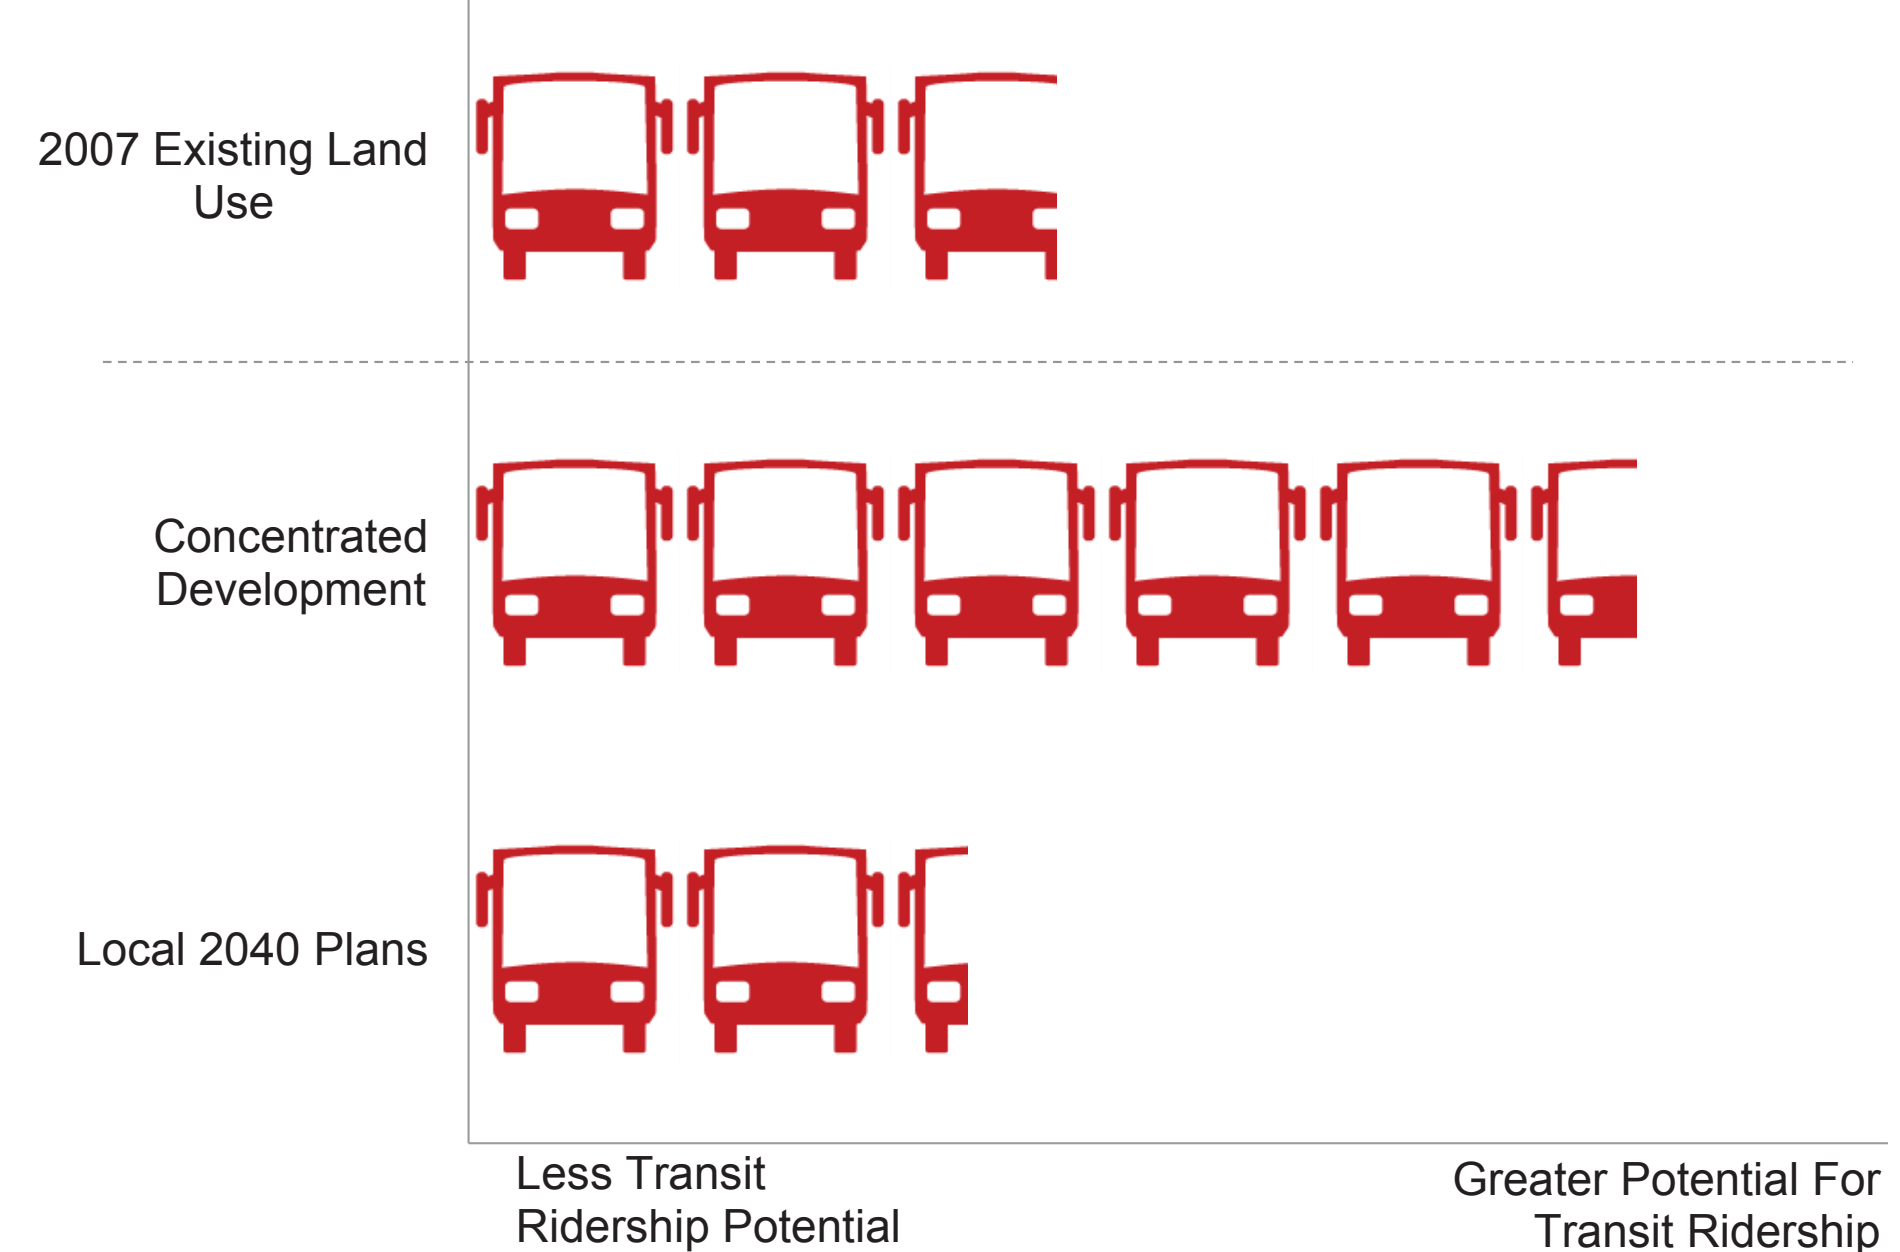 2007 Existing Land
Use
Concentrated
Development
Local 2040 Plans
Less Transit
Ridership Potential
Greater Potential For
Transit Ridership